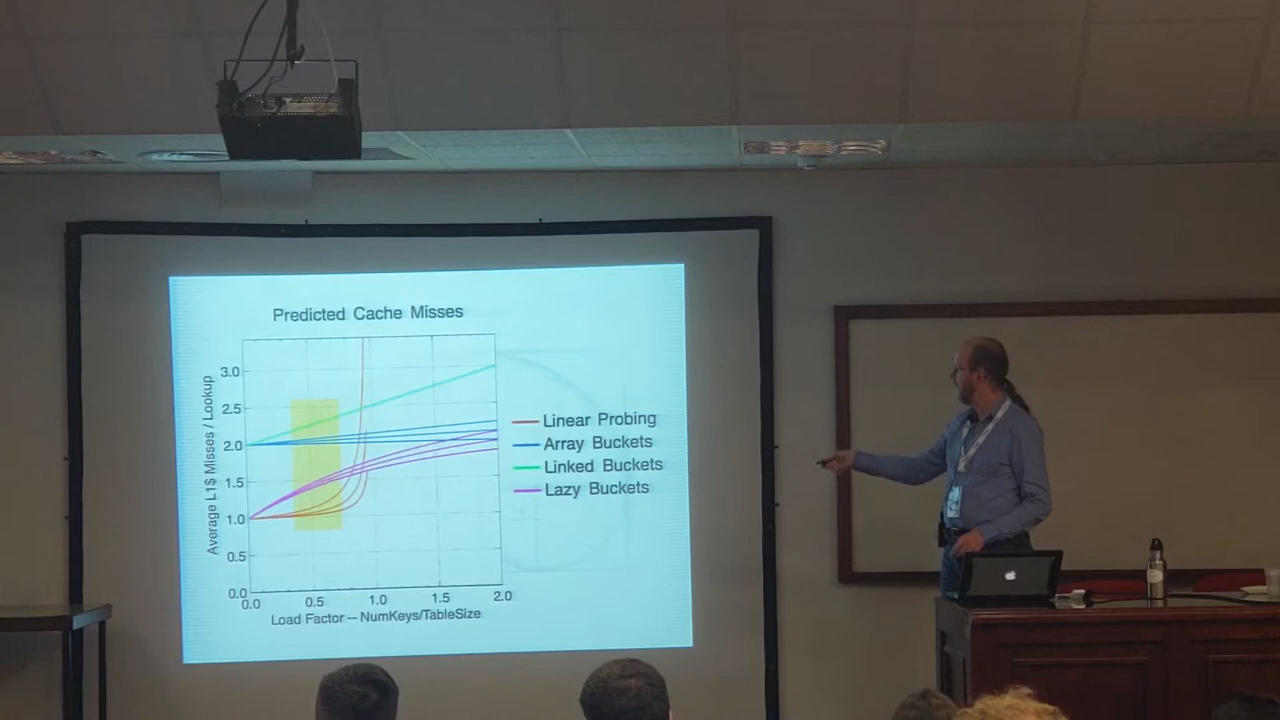 Predicted Cache Misses
Average L1$ Misses / Lookup
3.0
2.5
2.0
1.5
1.0
0.5
0.0
0.0 0.5 1.0 1.5 2.0
Load Factor -- NumKeys/TableSize
Linear Probing
Array Buckets
Linked Buckets
Lazy Buckets